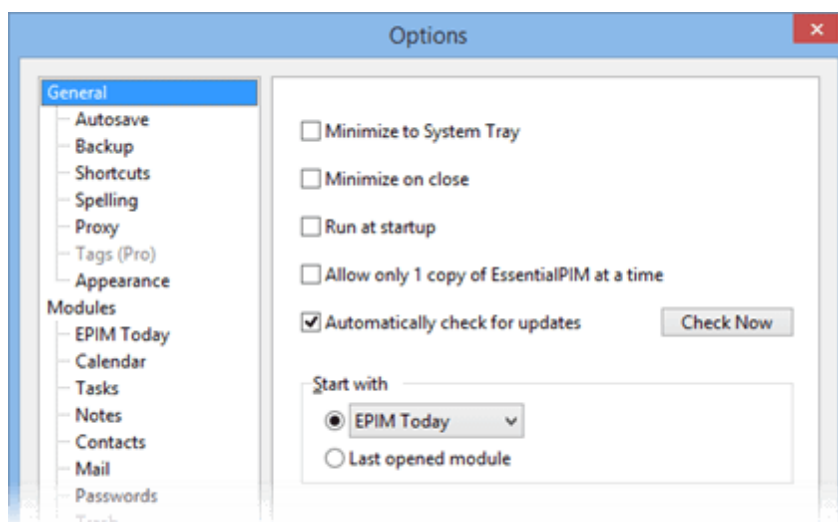 Options
General
Autosave
Backup
Shortcuts
Spelling
Proxy
Tags (Pro)
Appearance
Modules
EPIM Today
Calendar
Tasks
Notes
Contacts
Mail
Passwords
Trash
Minimize to System Tray
Minimize on close
Run at startup
Allow only 1 copy of EssentialPIM at a time
Automatically check for updates
Check Now
Start with
EPIM Today
Last opened module